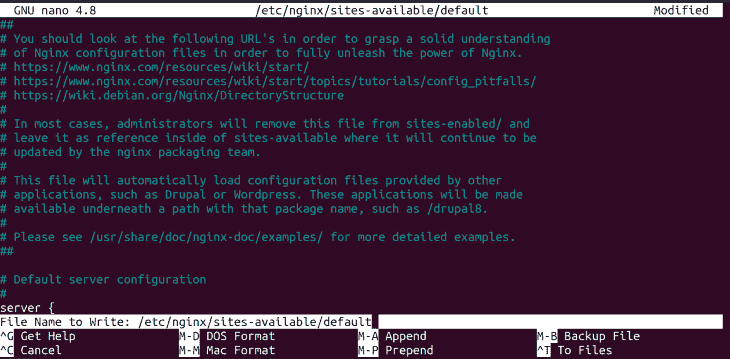 GNU nano 4.8 /etc/nginx/sites-available/default Modified
##
# You should look at the following URL's in order to grasp a solid understanding
# of Nginx configuration files in order to fully unleash the power of Nginx.
# https://www.nginx.com/resources/wiki/start/
# https://www.nginx.com/resources/wiki/start/topics/tutorials/config_pitfalls/
# https://wiki.debian.org/Nginx/DirectoryStructure
#
# In most cases, administrators will remove this file from sites-enabled/ and
# leave it as reference inside of sites-available where it will continue to be
# updated by the nginx packaging team.
#
# This file will automatically load configuration files provided by other
# applications, such as Drupal or Wordpress. These applications will be made
# available underneath a path with that package name, such as /drupal8.
#
# Please see /usr/share/doc/nginx-doc/examples/ for more detailed examples.
##
# Default server configuration
#
server {
File Name to Write: /etc/nginx/sites-available/default
^G Get Help M-D DOS Format M-A Append M-B Backup File
^C Cancel M-M Mac Format M-P Prepend ^T To Files